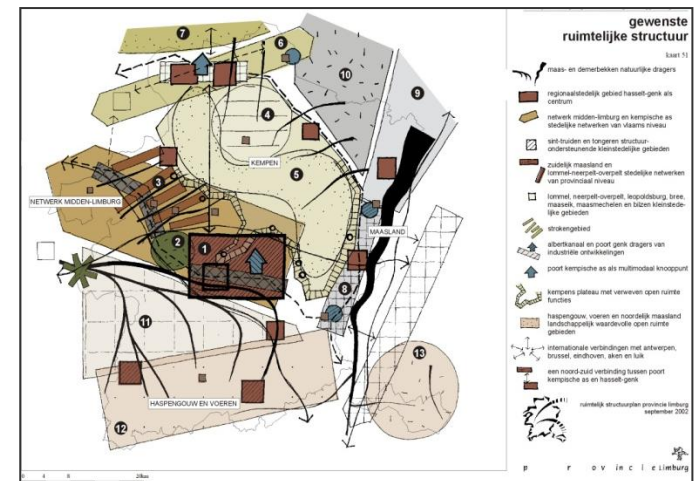 gewenste
ruimtelijke structuur
kaart 51
maas- en demerbekken natuurlijke dragers
regionaalstedelijk gebied hasselt-genk als
centrum
netwerk midden-limburg en kempische as
stedelijke netwerken van vlaams niveau
sint-truiden en tongeren structuur-
ondersteunende kleinstedelijke gebieden
zuidelijk maasland en
lommel-neerpelt-overpelt stedelijke netwerken
van provinciaal niveau
lommel, neerpelt-overpelt, leopoldsburg, bree,
maaseik, maasmechelen en bilzen kleinstede-
lijke gebieden
strokengebied
albertkanaal en poort genk dragers van
industriële ontwikkelingen
poort kempische as als multimodaal knooppunt
kempens plateau met verweven open ruimte
functies
haspengouw, voeren en noordelijk maasland
landschappelijk waardevolle open ruimte
gebieden
internationale verbindingen met antwerpen,
brussel, eindhoven, aken en luik
een noord-zuid verbinding tussen poort
kempische as en hasselt-genk
ruimtelijk structuurplan provincie limburg
september 2002
provincie limburg
7
6
10
9
4
KEMPEN
5
3
NETWERK MIDDEN-LIMBURG
2
1
MAASLAND
8
11
13
HASPENGOUW EN VOEREN
12
0 4 8 20km